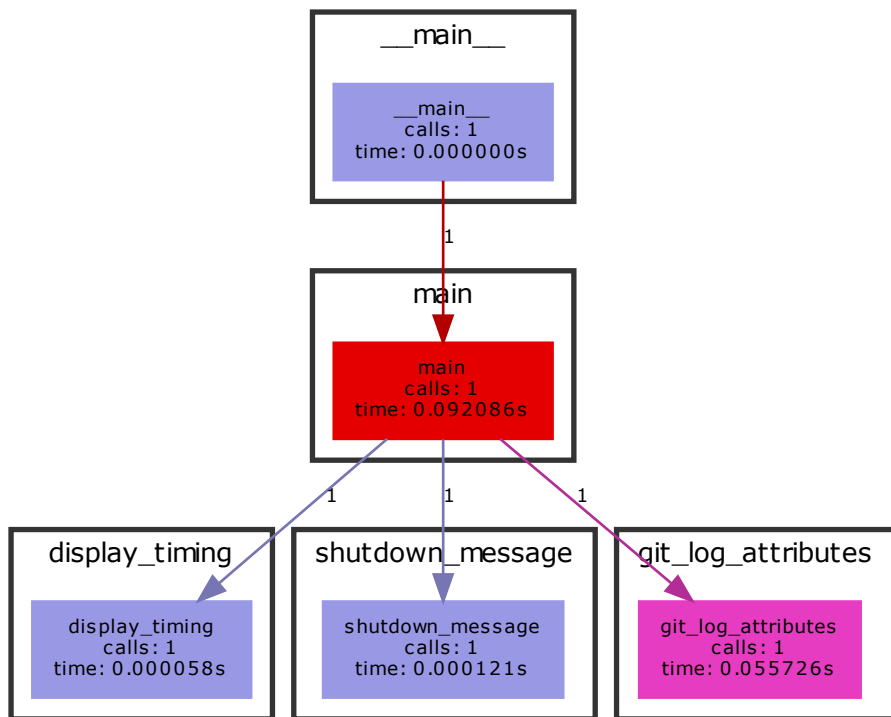 __main__
__main__
calls: 1
time: 0.000000s
1
main
main
calls: 1
time: 0.092086s
1
1
1
display_timing
display_timing
calls: 1
time: 0.000058s
shutdown_message
shutdown_message
calls: 1
time: 0.000121s
git_log_attributes
git_log_attributes
calls: 1
time: 0.055726s